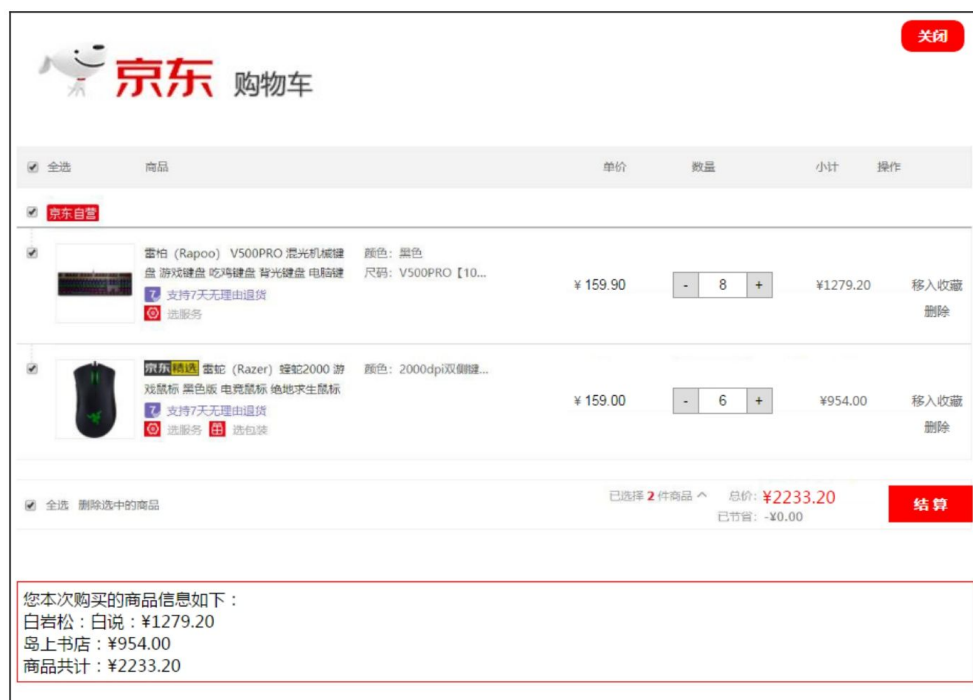 关闭
京东 购物车
全选 商品 单价 数量 小计 操作
京东自营
雷柏（Rapoo） V500PRO 混光机械键 颜色：黑色
盘 游戏键盘 吃鸡键盘 背光键盘 电脑键 尺码：V500PRO【10...
7 支持7天无理由退货
¥ 159.90 - 8 + ¥1279.20 移入收藏
选服务
删除
京东精选 雷蛇（Razer）蝰蛇2000 游 颜色：2000dpi双侧键...
戏鼠标 黑色版 电竞鼠标 绝地求生鼠标
¥ 159.00 - 6 + ¥954.00 移入收藏
7 支持7天无理由退货
选服务 选包装
删除
全选 删除选中的商品 已选择 2 件商品 总价：¥2233.20 结 算
已节省：-¥0.00
您本次购买的商品信息如下：
白岩松：白说：¥1279.20
岛上书店：¥954.00
商品共计：¥2233.20